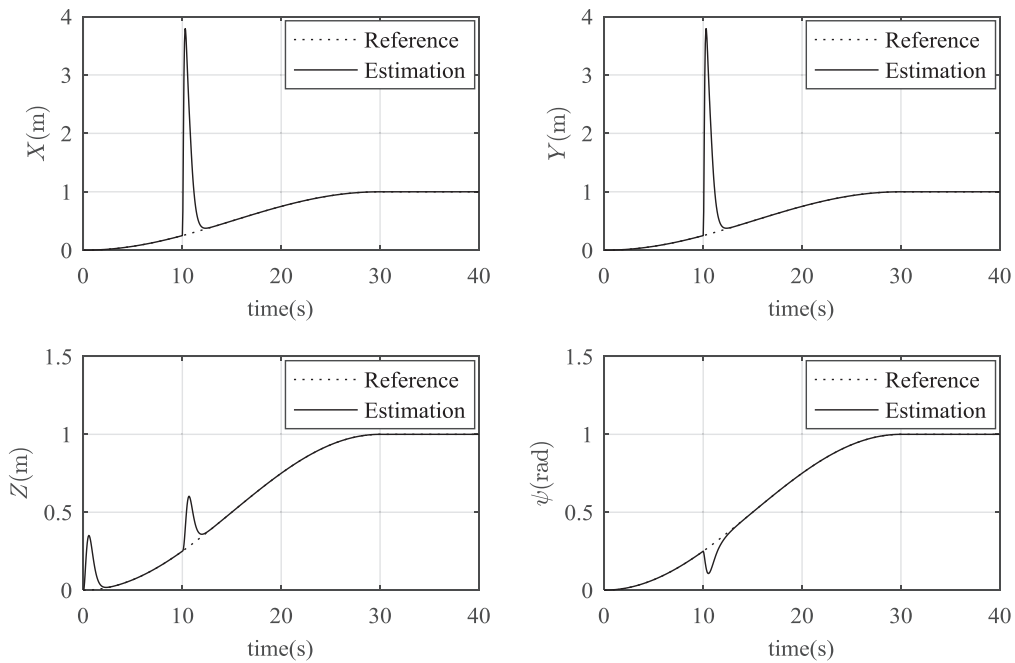 4
3
2
1
0
X(m)
Reference
Estimation
0 10 20 30 40
time(s)
4
3
2
1
0
Y(m)
Reference
Estimation
0 10 20 30 40
time(s)
1.5
1
0.5
0
Z(m)
Reference
Estimation
0 10 20 30 40
time(s)
1.5
1
0.5
0
ψ(rad)
Reference
Estimation
0 10 20 30 40
time(s)